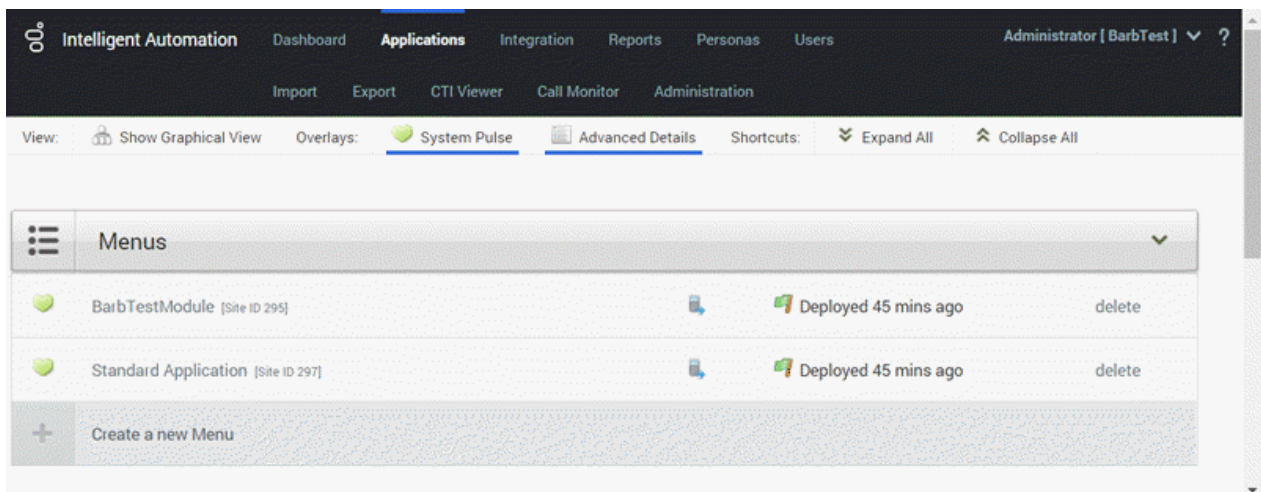 Intelligent Automation Dashboard Applications Integration Reports Personas Users Administrator [ BarbTest ] ?
Import Export CTI Viewer Call Monitor Administration
View: Show Graphical View Overlays: System Pulse Advanced Details Shortcuts: Expand All Collapse All
Menus
BarbTestModule [Site ID 295] Deployed 45 mins ago delete
Standard Application [Site ID 297] Deployed 45 mins ago delete
Create a new Menu